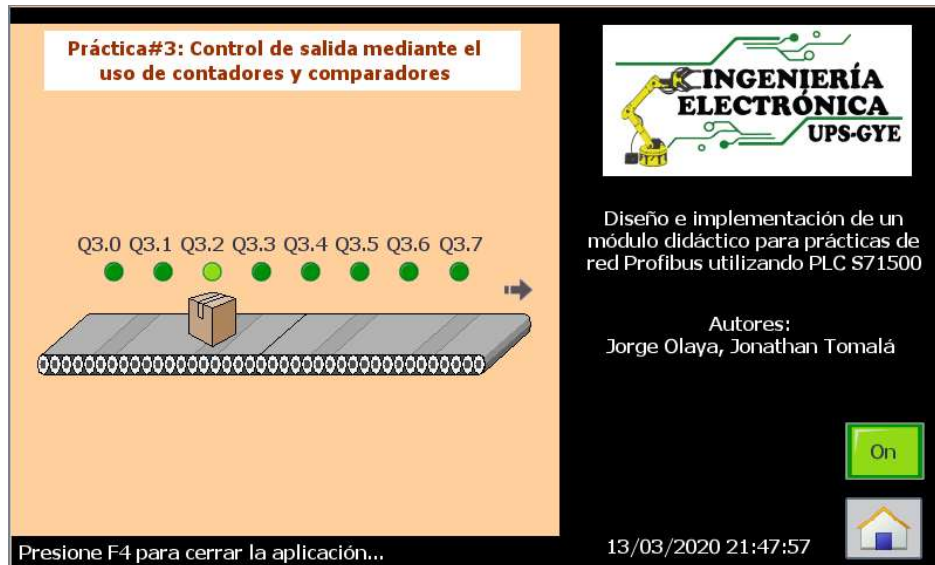 Práctica#3: Control de salida mediante el
uso de contadores y comparadores
Q3.0 Q3.1 Q3.2 Q3.3 Q3.4 Q3.5 Q3.6 Q3.7
Presione F4 para cerrar la aplicación...
INGENIERÍA
ELECTRÓNICA
UPS-GYE
Diseño e implementación de un
módulo didáctico para prácticas de
red Profibus utilizando PLC S71500
Autores:
Jorge Olaya, Jonathan Tomalá
On
13/03/2020 21:47:57